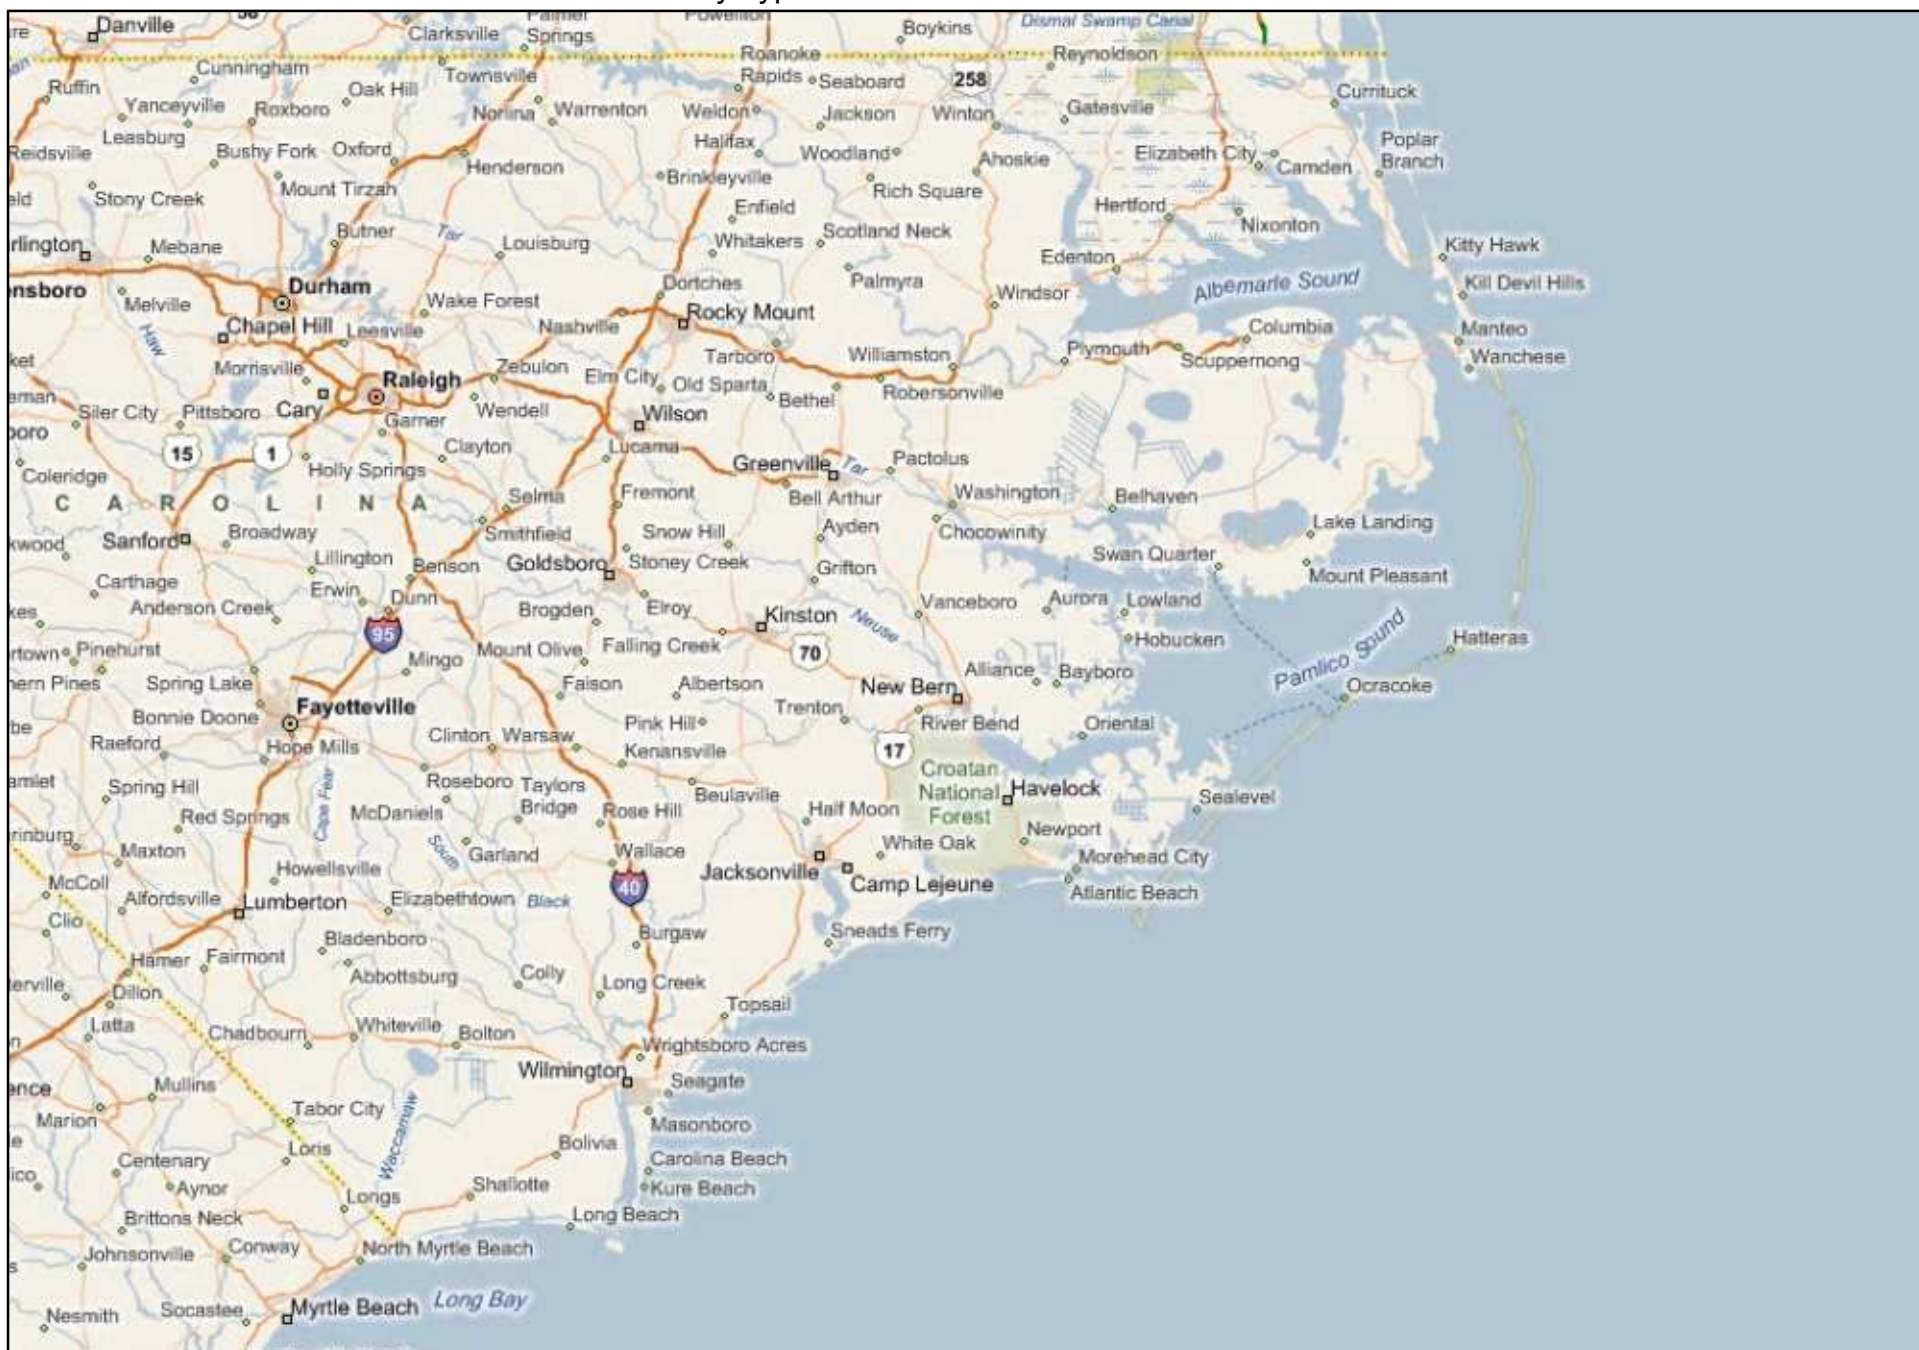 Danville
58
Clarksville
Palmer
Springs
Powellton
Boykins
Dismal Swamp Canal
Roanoke
Rapids
Reynoldson
Cunningham
Townsville
Seaboard
258
Ruffin
Oak Hill
Currituck
Yanceyville
Roxboro
Norlina
Warrenton
Weldon
Jackson
Winton
Gatesville
Leasburg
Halifax
Poplar
Branch
Reidsville
Bushy Fork
Oxford
Henderson
Woodland
Ahoskie
Elizabeth City
Camden
Stony Creek
Mount Tirzah
Brinkleyville
Rich Square
Enfield
Hertford
Nixonton
Butner
Tar
Louisburg
Whitakers
Scotland Neck
rlington
Mebane
Edenton
Kitty Hawk
ensboro
Durham
Dortches
Palmyra
Windsor
Albemarle Sound
Kill Devil Hills
Melville
Wake Forest
Haw
Chapel Hill
Leesville
Nashville
Rocky Mount
Columbia
Manteo
Morrisville
Zebulon
Tarboro
Williamston
Plymouth
Scuppernong
Wanchese
Raleigh
Elm City
Old Sparta
Bethel
Robersonville
Siler City
Pittsboro
Cary
Garner
Wendell
Wilson
15
1
Clayton
Lucama
Coleridge
Holly Springs
Greenville
Tar
Pactolus
C A R O L I N A
Selma
Fremont
Bell Arthur
Washington
Belhaven
Sanford
Broadway
Smithfield
Snow Hill
Ayden
Chocowinity
Lake Landing
kwood
Lillington
Benson
Goldsboro
Stoney Creek
Grifton
Swan Quarter
Mount Pleasant
Carthage
Erwin
Dunn
Anderson Creek
Brogden
Elroy
Kinston
Neuse
Vanceboro
Aurora
Lowland
95
Hobucken
Hatteras
rtown
Pinehurst
Mingo
Mount Olive
Falling Creek
70
Pamlico Sound
hern Pines
Spring Lake
Faison
Albertson
Alliance
Bayboro
Ocracoke
Bonnie Doone
Fayetteville
Pink Hill
Trenton
New Bern
River Bend
Oriental
Raeford
Hope Mills
Clinton
Warsaw
Kenansville
17
Croatan
National
Forest
amlet
Spring Hill
Cape Fear
Roseboro
Taylors
Bridge
Beulaville
Havelock
Sealevel
Red Springs
McDaniels
Rose Hill
Half Moon
Newport
rinburg
Maxton
South
Garland
Wallace
White Oak
Morehead City
Howellsville
Jacksonville
Camp Lejeune
Atlantic Beach
McColl
Alfordsville
Lumberton
Elizabethtown
Black
40
Clio
Bladenboro
Burgaw
Sneads Ferry
Hamer
Fairmont
Abbottsburg
Colly
Long Creek
terville
Dillon
Topsail
Latta
Chadbourn
Whiteville
Bolton
Wrightsboro Acres
Wilmington
Seagate
ence
Mullins
Marion
Tabor City
Waccamaw
Masonboro
Loris
Bolivia
Centenary
Carolina Beach
Aynor
Longs
Shallotte
Kure Beach
Brittons Neck
Long Beach
Johnsonville
Conway
North Myrtle Beach
Nesmith
Socastee
Myrtle Beach
Long Bay